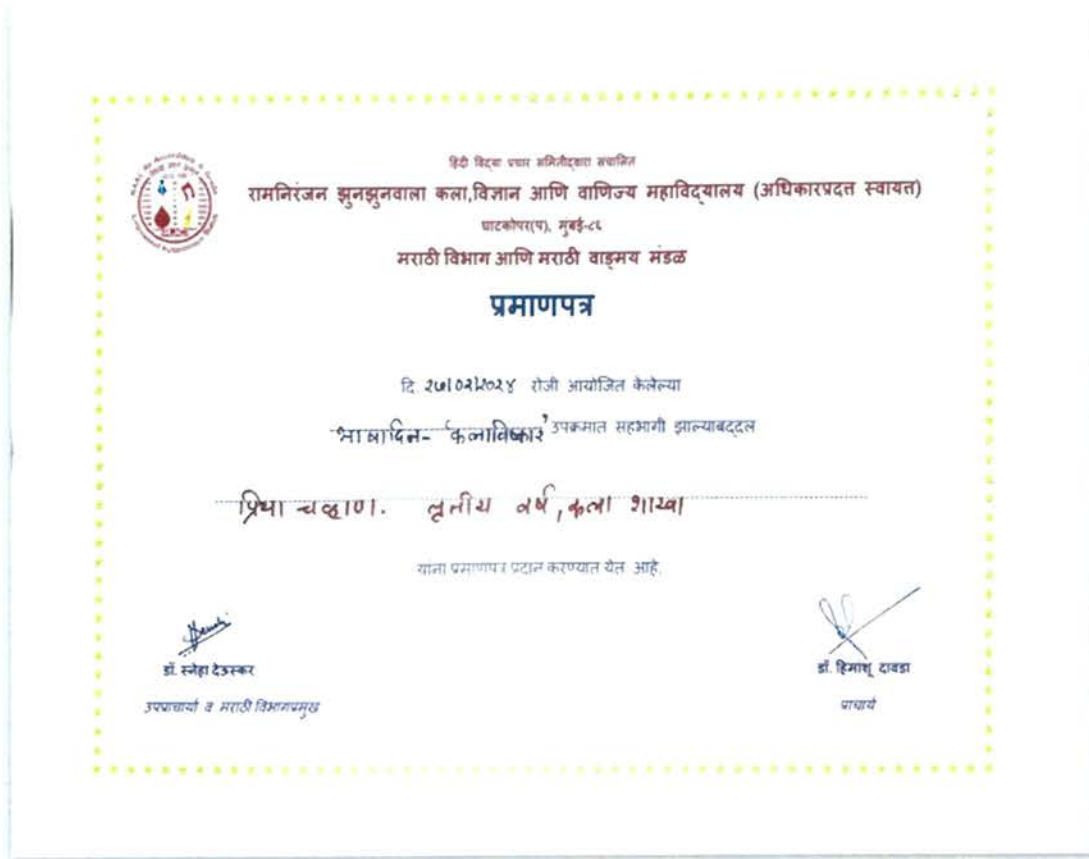 हिंदी विद्या प्रचार समितीद्वारा संचालित
रामनिरंजन झुनझुनवाला कला,विज्ञान आणि वाणिज्य महाविद्यालय (अधिकारप्रदत्त स्वायत्त)
घाटकोपर(प), मुंबई-८६
मराठी विभाग आणि मराठी वाङ्मय मंडळ
प्रमाणपत्र
दि. २७/०२/२०२४ रोजी आयोजित केलेल्या
भाषादिन- 'कलाविष्कार' उपक्रमात सहभागी झाल्याबद्दल
प्रिया चव्हाण. तृतीय वर्ष, कला शाखा
यांना प्रमाणपत्र प्रदान करण्यात येत आहे.
डॉ. स्नेहा देऊस्कर
उपप्राचार्या व मराठी विभागप्रमुख
डॉ. हिमांशू दावडा
प्राचार्य